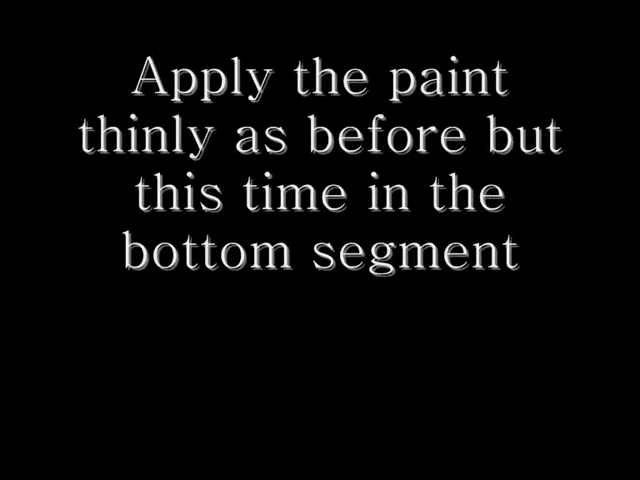 Apply the paint
thinly as before but
this time in the
bottom segment